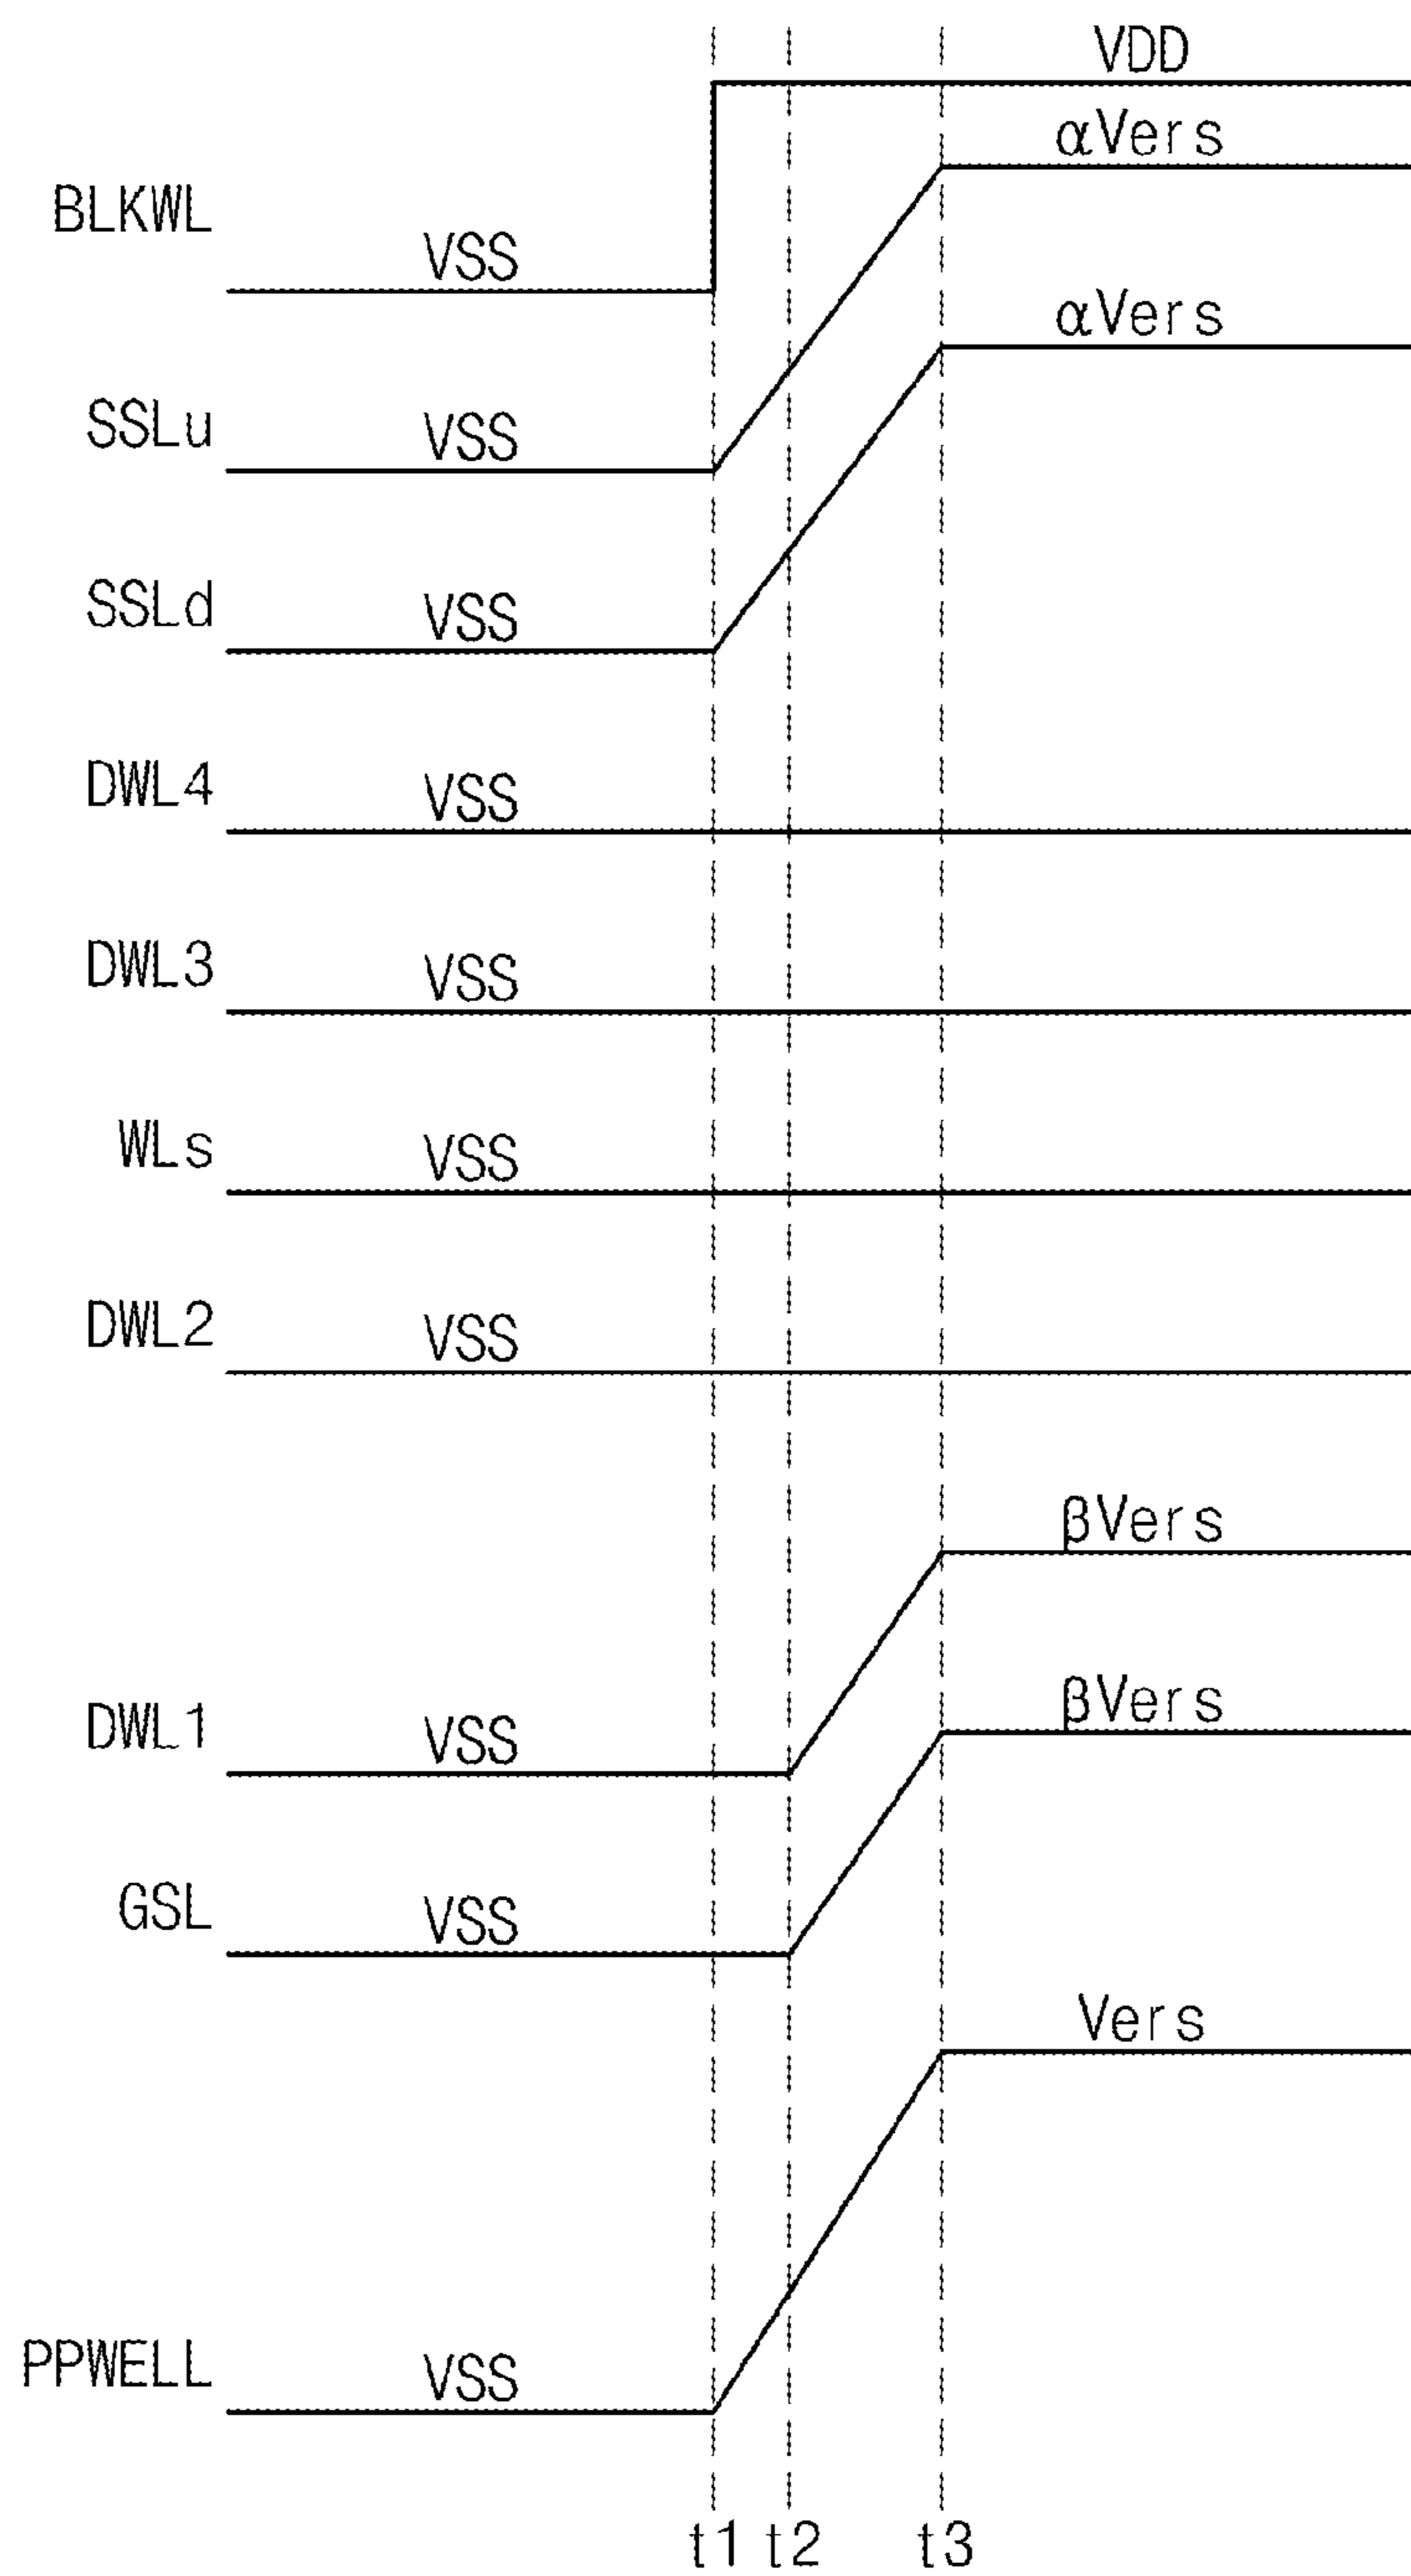 VDD
αVers
BLKWL VSS
αVers
SSLu VSS
SSLd VSS
DWL4 VSS
DWL3 VSS
WLs VSS
DWL2 VSS
βVers
βVers
DWL1 VSS
GSL VSS
Vers
PPWELL VSS
t1 t2 t3